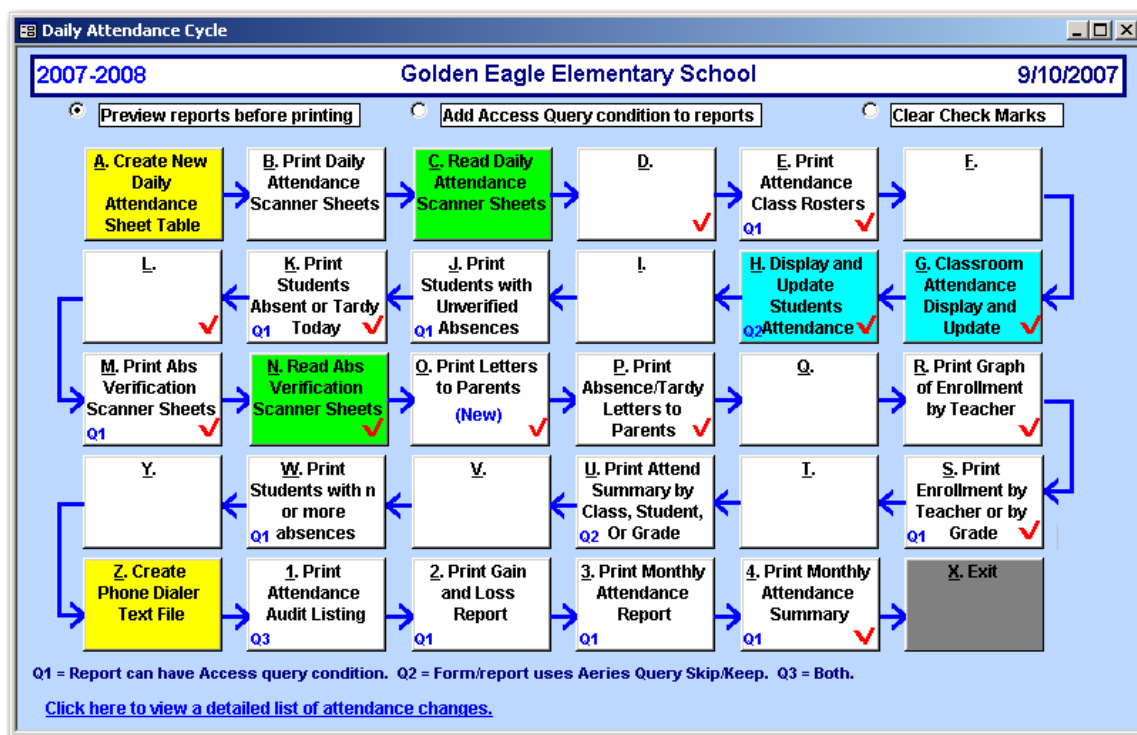 Daily Attendance Cycle
2007-2008 Golden Eagle Elementary School 9/10/2007
Preview reports before printing Add Access Query condition to reports Clear Check Marks
A. Create New
Daily
Attendance
Sheet Table
B. Print Daily
Attendance
Scanner Sheets
C. Read Daily
Attendance
Scanner Sheets
D.
E. Print
Attendance
Class Rosters
Q1
F.
L.
K. Print
Students
Absent or Tardy
Q1 Today
J. Print
Students with
Unverified
Q1 Absences
I.
H. Display and
Update
Students
Q2 Attendance
G. Classroom
Attendance
Display and
Update
M. Print Abs
Verification
Scanner Sheets
Q1
N. Read Abs
Verification
Scanner Sheets
O. Print Letters
to Parents
(New)
P. Print
Absence/Tardy
Letters to
Parents
Q.
R. Print Graph
of Enrollment
by Teacher
Y.
W. Print
Students with n
or more
Q1 absences
V.
U. Print Attend
Summary by
Class, Student,
Q2 Or Grade
T.
S. Print
Enrollment by
Teacher or by
Q1 Grade
Z. Create
Phone Dialer
Text File
1. Print
Attendance
Audit Listing
Q3
2. Print Gain
and Loss
Report
Q1
3. Print Monthly
Attendance
Report
Q1
4. Print Monthly
Attendance
Summary
Q1
X. Exit
Q1 = Report can have Access query condition. Q2 = Form/report uses Aeries Query Skip/Keep. Q3 = Both.
Click here to view a detailed list of attendance changes.